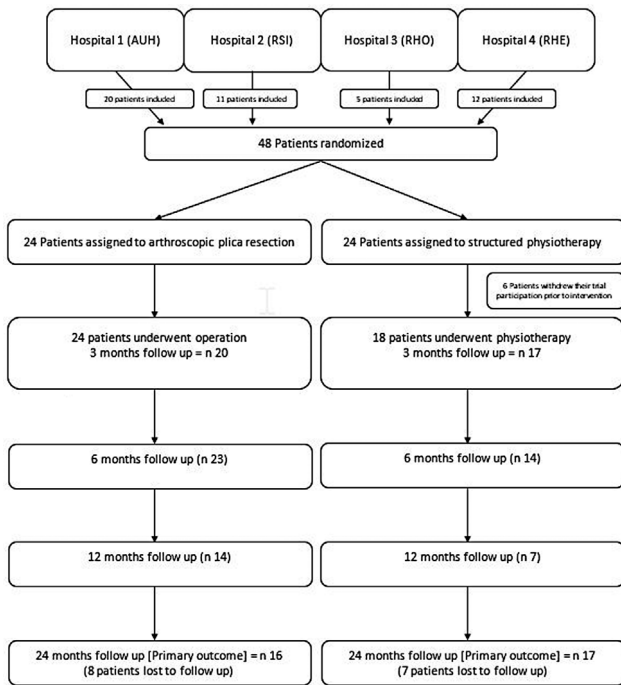 Hospital 1 (AUH)
Hospital 2 (RSI)
Hospital 3 (RHO)
Hospital 4 (RHE)
20 patients included
11 patients included
5 patients included
12 patients included
48 Patients randomized
24 Patients assigned to arthroscopic plica resection
24 Patients assigned to structured physiotherapy
6 Patients withdrew their trial
participation prior to intervention
24 patients underwent operation
3 months follow up = n 20
18 patients underwent physiotherapy
3 months follow up = n 17
6 months follow up (n 23)
6 months follow up (n 14)
12 months follow up (n 14)
12 months follow up (n 7)
24 months follow up [Primary outcome] = n 16
(8 patients lost to follow up)
24 months follow up [Primary outcome] = n 17
(7 patients lost to follow up)